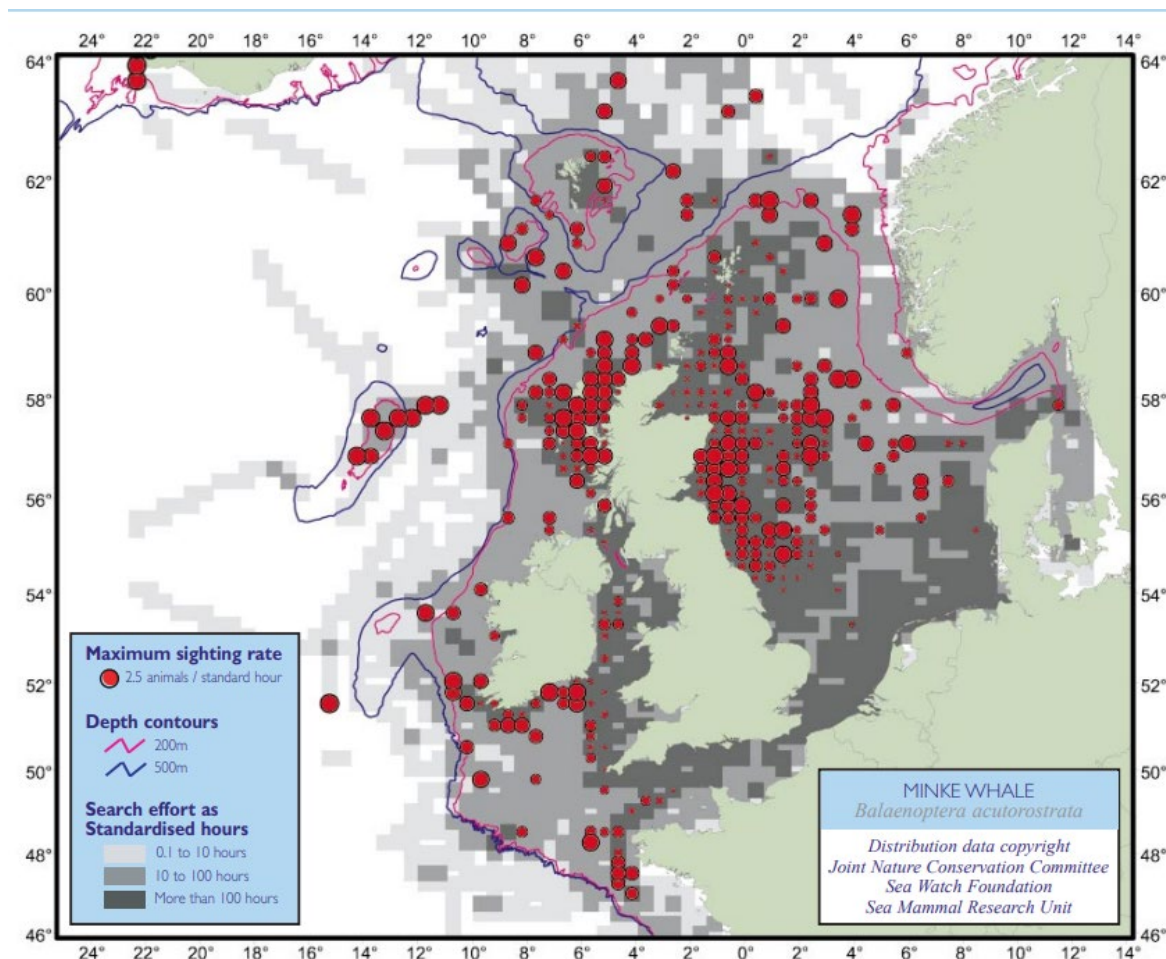 24° 22° 20° 18° 16° 14° 12° 10° 8° 6° 4° 2° 0° 2° 4° 6° 8° 10° 12° 14°
64° 64°
62° 62°
60° 60°
58° 58°
56° 56°
54° 54°
52° 52°
50° 50°
48° 48°
46° 46°
Maximum sighting rate
2.5 animals / standard hour
Depth contours
200m
500m
Search effort as
Standardised hours
0.1 to 10 hours
10 to 100 hours
More than 100 hours
MINKE WHALE
Balaenoptera acutorostrata
Distribution data copyright
Joint Nature Conservation Committee
Sea Watch Foundation
Sea Mammal Research Unit
24° 22° 20° 18° 16° 14° 12° 10° 8° 6° 4° 2° 0° 2° 4° 6° 8° 10° 12° 14°